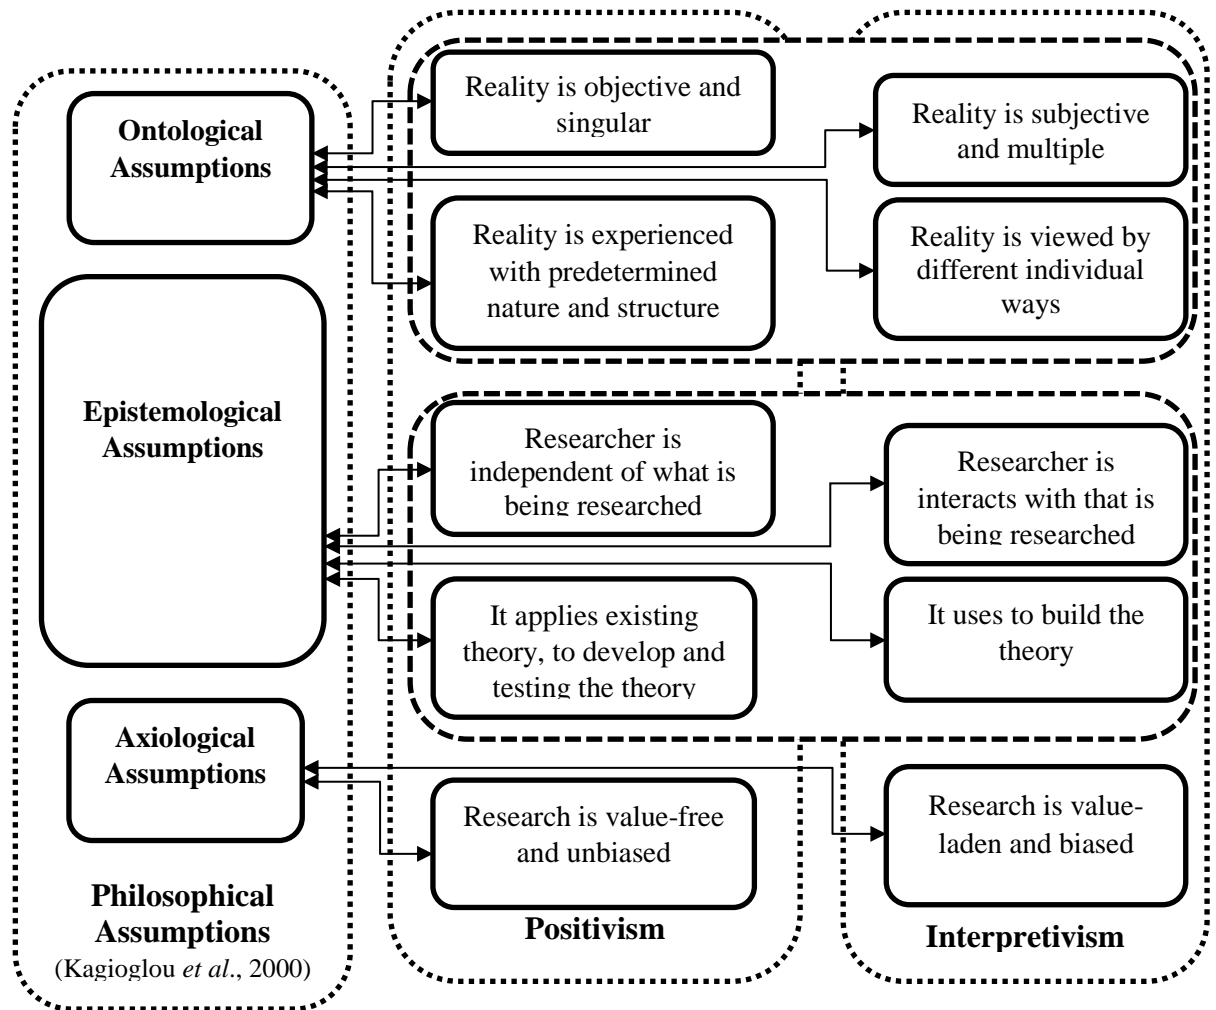 Ontological
Assumptions
Epistemological
Assumptions
Axiological
Assumptions
Philosophical
Assumptions
(Kagioglou et al., 2000)
Reality is objective and
singular
Reality is experienced
with predetermined
nature and structure
Researcher is
independent of what is
being researched
It applies existing
theory, to develop and
testing the theory
Research is value-free
and unbiased
Positivism
Reality is subjective
and multiple
Reality is viewed by
different individual
ways
Researcher is
interacts with that is
being researched
It uses to build the
theory
Research is value-
laden and biased
Interpretivism